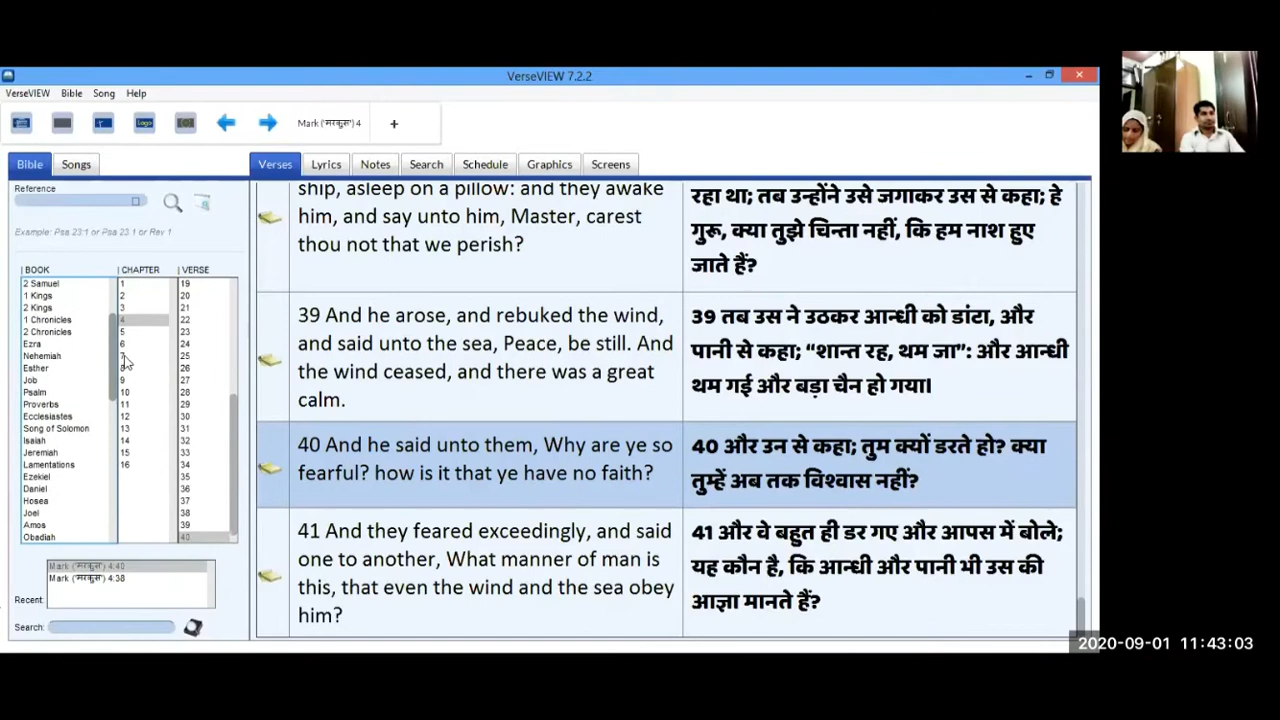 VerseVIEW 7.2.2
VerseVIEW Bible Song Help
Mark (मरकुस) 4 +
Bible Songs
Verses Lyrics Notes Search Schedule Graphics Screens
Reference
Example: Psa 23:1 or Psa 23 1 or Rev 1
BOOK CHAPTER VERSE
2 Samuel 1 19
1 Kings 2 20
2 Kings 3 21
1 Chronicles 4 22
2 Chronicles 5 23
Ezra 6 24
Nehemiah 7 25
Esther 8 26
Job 9 27
Psalm 10 28
Proverbs 11 29
Ecclesiastes 12 30
Song of Solomon 13 31
Isaiah 14 32
Jeremiah 15 33
Lamentations 16 34
Ezekiel 35
Daniel 36
Hosea 37
Joel 38
Amos 39
Obadiah 40
Mark (मरकुस) 4:40
Mark (मरकुस) 4:38
Recent:
Search:
ship, asleep on a pillow: and they awake
him, and say unto him, Master, carest
thou not that we perish?
रहा था; तब उन्होंने उसे जगाकर उस से कहा; हे
गुरू, क्या तुझे चिन्ता नहीं, कि हम नाश हुए
जाते हैं?
39 And he arose, and rebuked the wind,
and said unto the sea, Peace, be still. And
the wind ceased, and there was a great
calm.
39 तब उस ने उठकर आन्धी को डांटा, और
पानी से कहा; “शान्त रह, थम जा”: और आन्धी
थम गई और बड़ा चैन हो गया।
40 And he said unto them, Why are ye so
fearful? how is it that ye have no faith?
40 और उन से कहा; तुम क्यों डरते हो? क्या
तुम्हें अब तक विश्वास नहीं?
41 And they feared exceedingly, and said
one to another, What manner of man is
this, that even the wind and the sea obey
him?
41 और वे बहुत ही डर गए और आपस में बोले;
यह कौन है, कि आन्धी और पानी भी उस की
आज्ञा मानते हैं?
2020-09-01 11:43:03